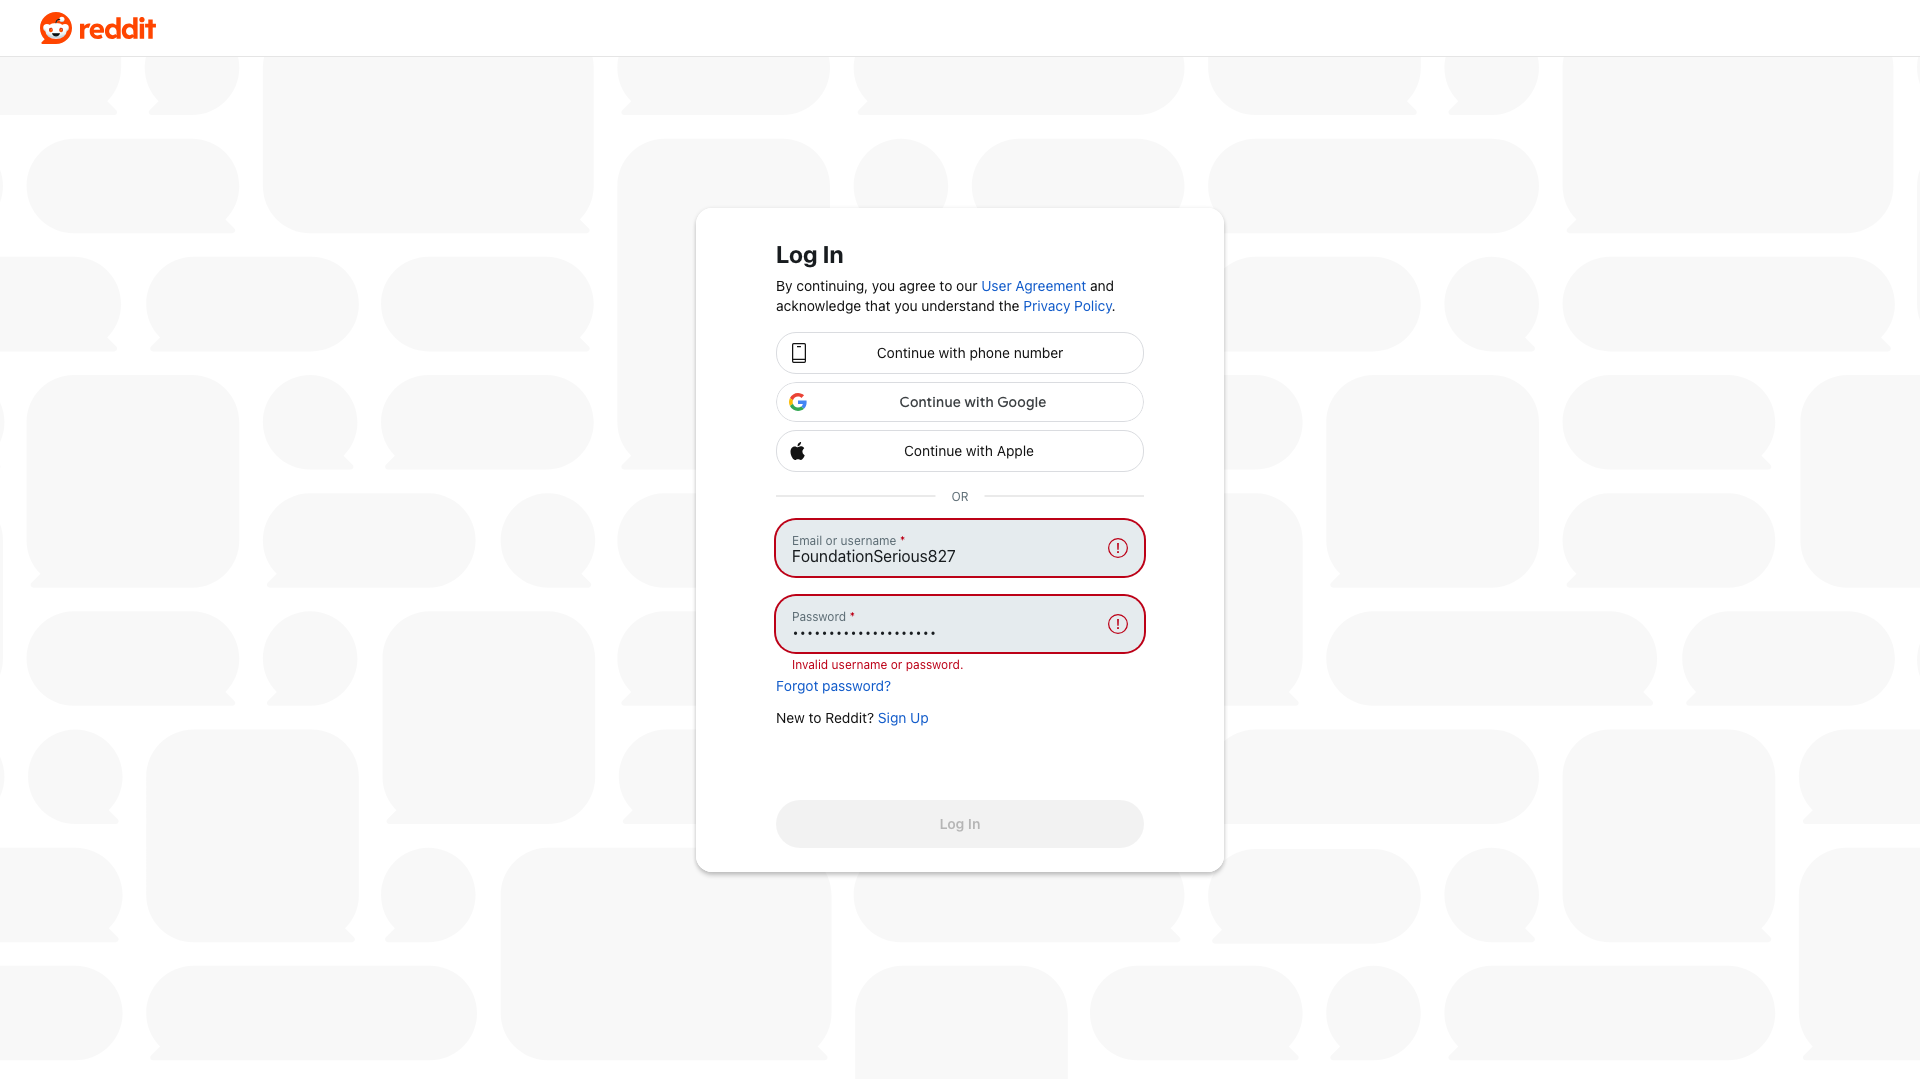 reddit
Log In
By continuing, you agree to our User Agreement and
acknowledge that you understand the Privacy Policy.
Continue with phone number
Continue with Google
Continue with Apple
OR
Email or username *
FoundationSerious827
Password *
••••••••••••••••••••
Invalid username or password.
Forgot password?
New to Reddit? Sign Up
Log In